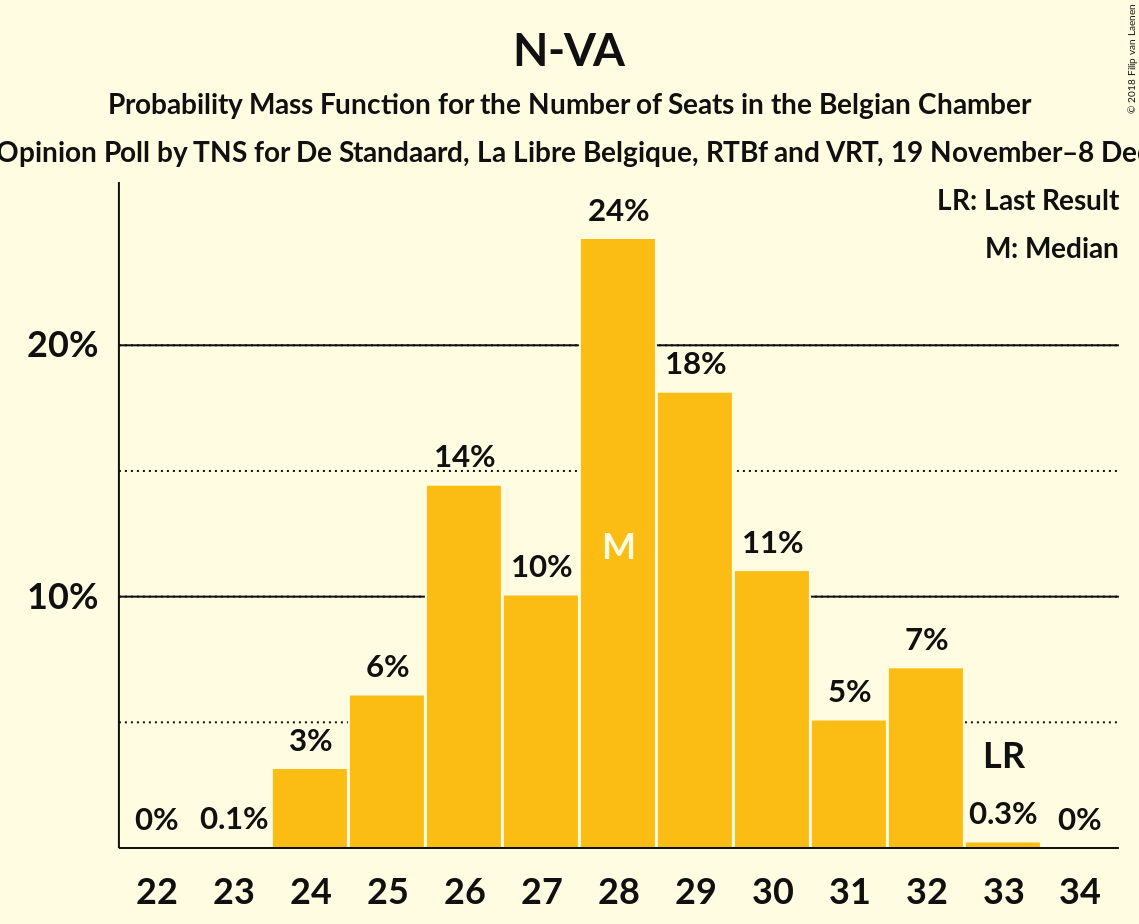 N-VA
Probability Mass Function for the Number of Seats in the Belgian Chamber
Opinion Poll by TNS for De Standaard, La Libre Belgique, RTBf and VRT, 19 November–8
© 2018 Filip van Laenen
LR: Last Result
M: Median
24%
20%
18%
14%
M
11%
10%
10%
7%
6%
5%
3%
LR
0%
0.1%
0.3%
0%
22 23 24 25 26 27 28 29 30 31 32 33 34